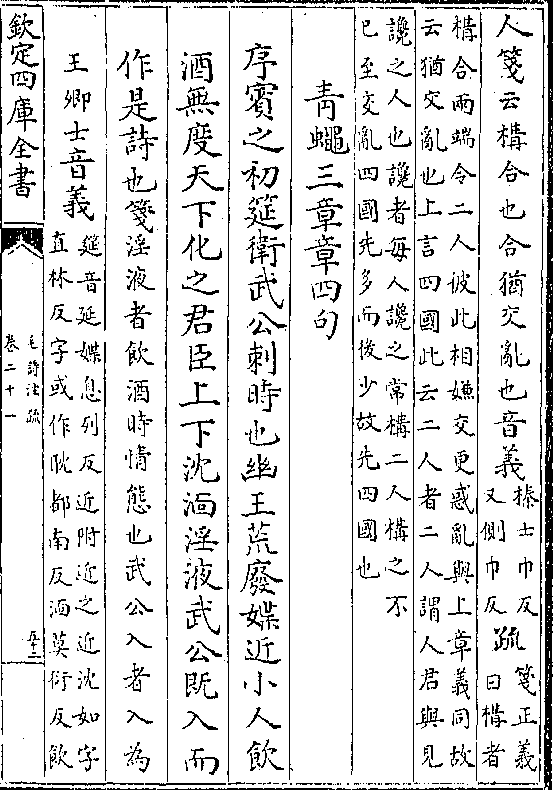 人箋云構合也合猶交亂也音義
榛士巾反
又側巾反
疏
箋正義
曰構者
構合兩端令二人彼此相嫌交更惑亂與上章義同故
云猶交亂也上言四國此云二人者二人謂人君與見
讒之人也讒者每人讒之常構二人構之不
已至交亂四國先多而後少故先四國也
青蠅三章章四句
序賓之初筵衛武公刺時也幽王荒廢媟近小人飲
酒無度天下化之君臣上下沈湎淫液武公既入而
作是詩也箋淫液者飲酒時情態也武公入者入為
王卿士音義
筵音延媟息列反近附近之近沈如字
直林反字或作耽都南反湎莫衍反飲
欽定四庫全書
毛詩注疏
卷二十一
五十二